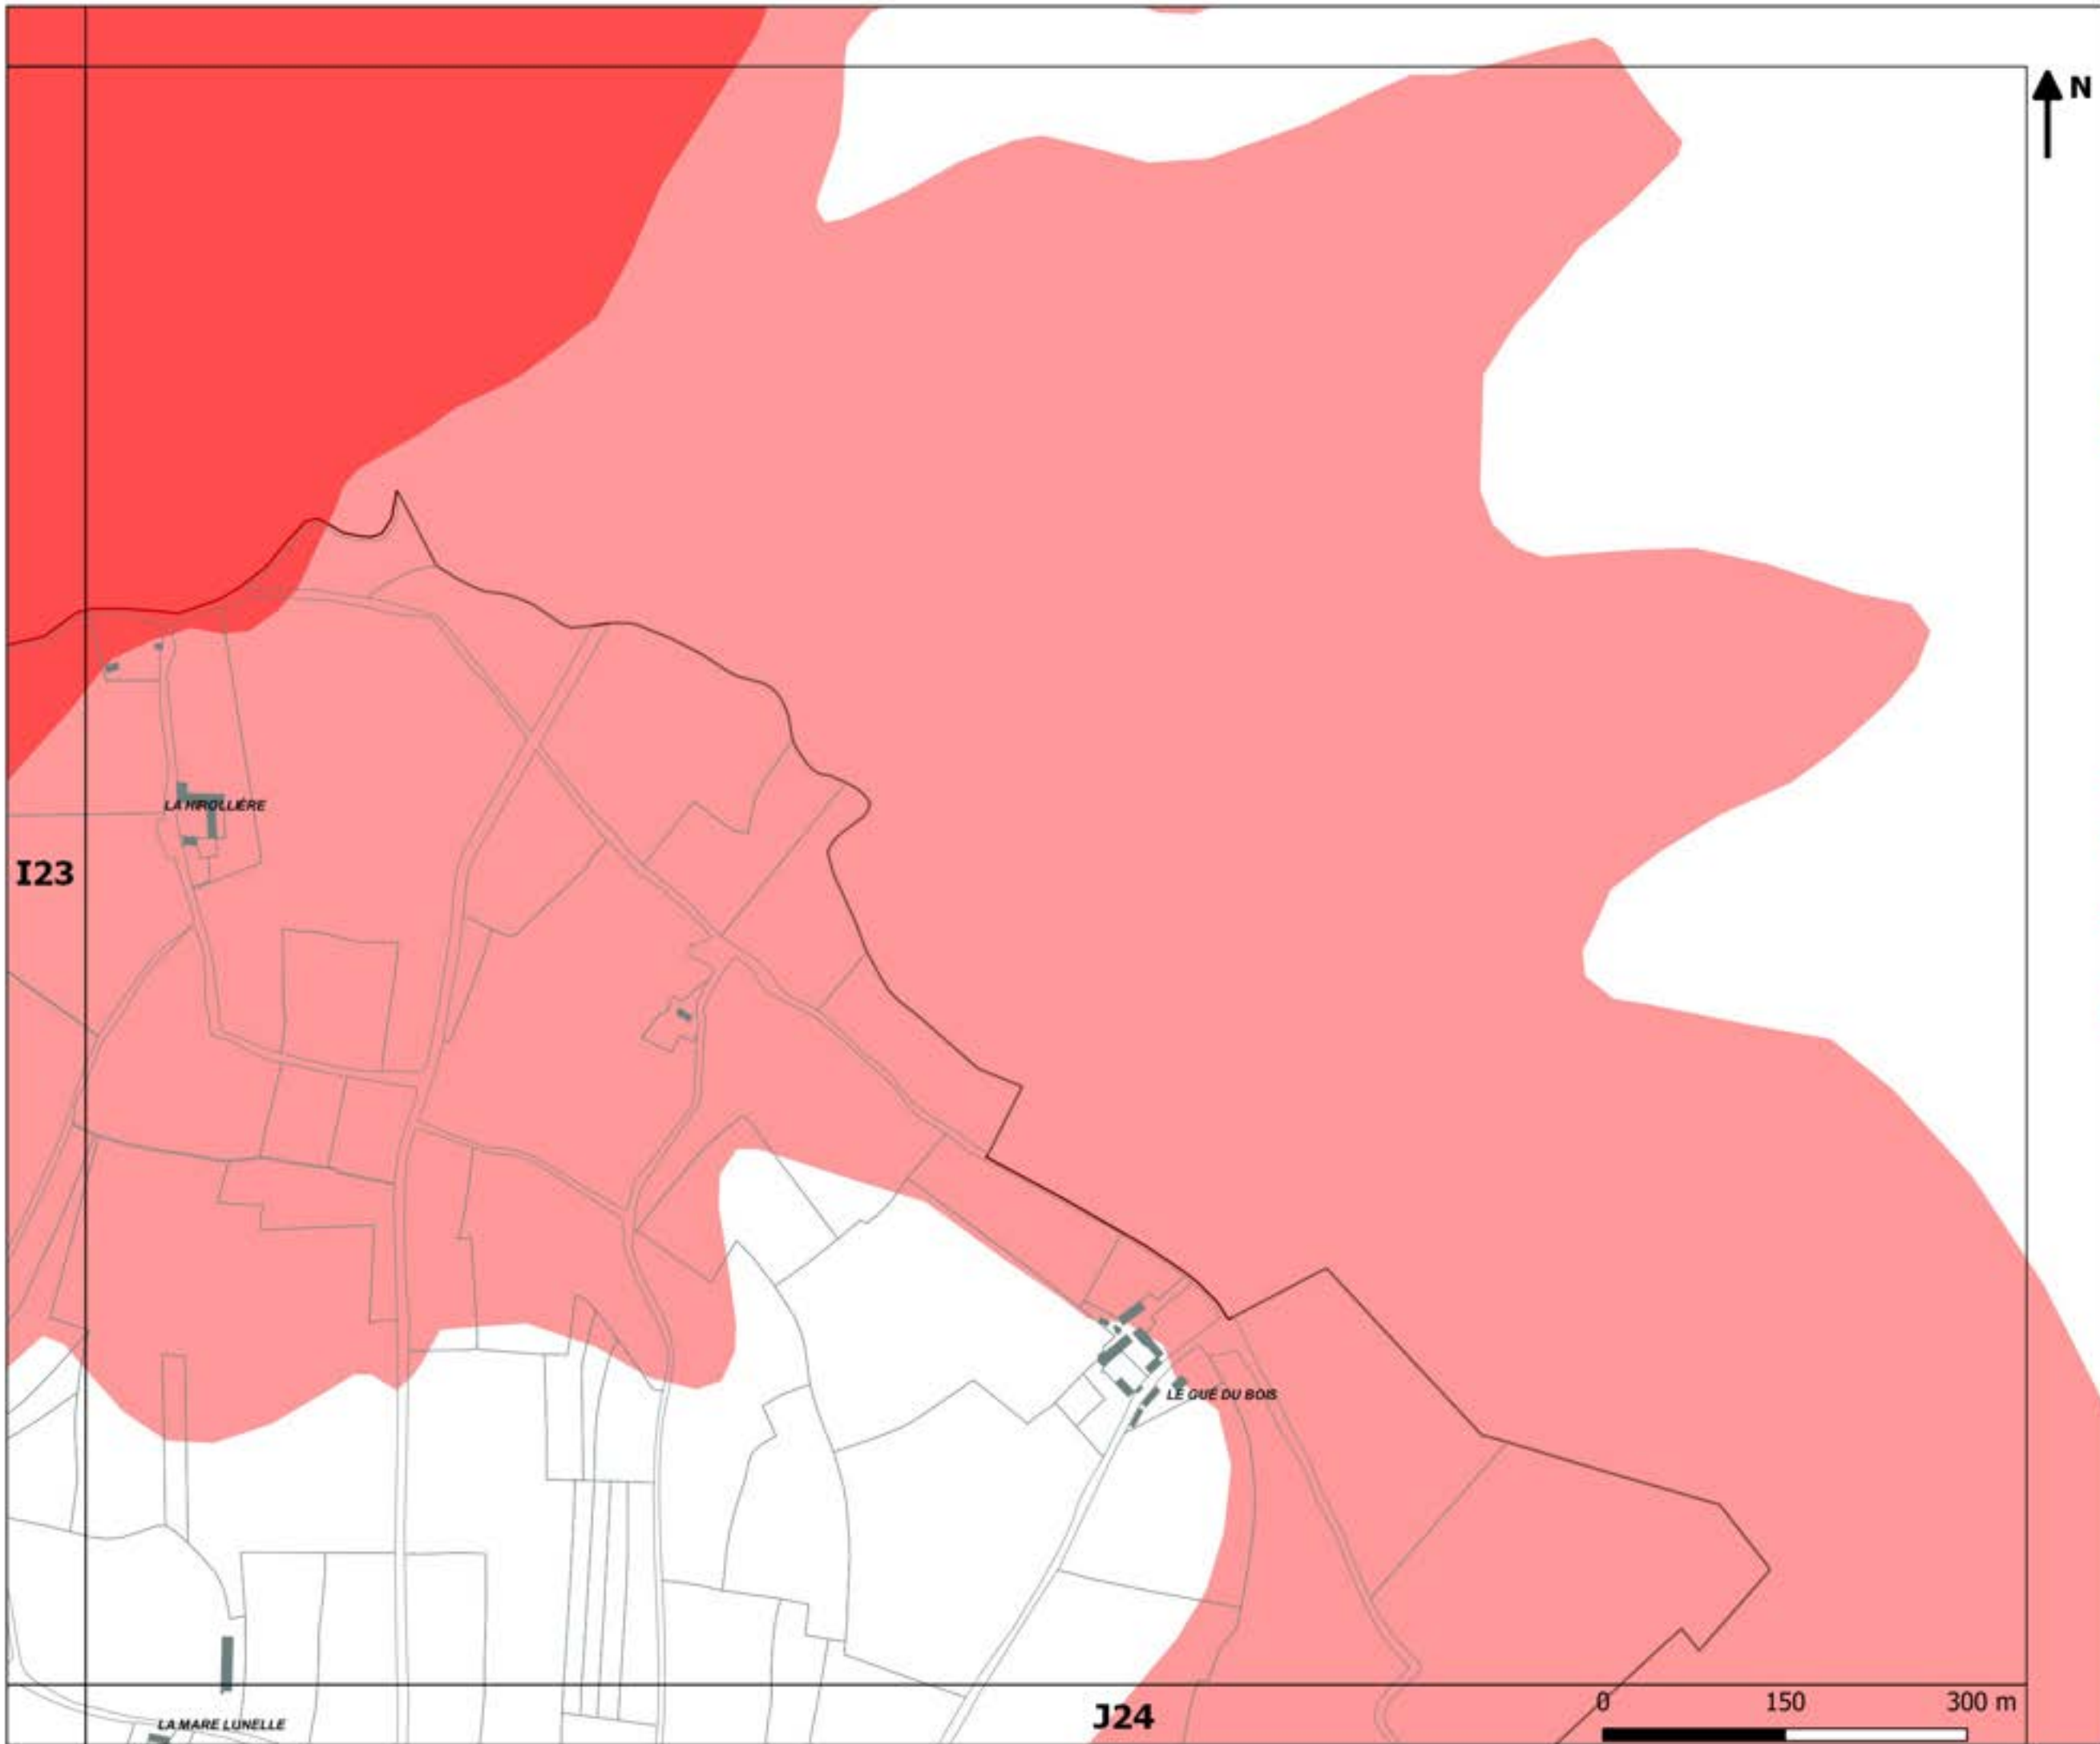 N
LA HIROLLIÈRE
I23
LE GUÉ DU BOIS
0 150 300 m
J24
LA MARE LUNELLE